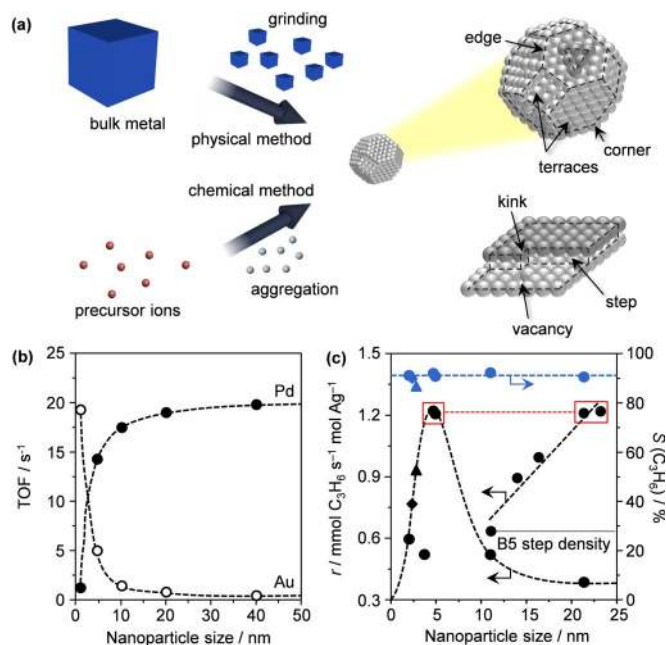 (a)
grinding
bulk metal
physical method
edge
corner
terraces
chemical method
precursor ions
aggregation
kink
step
vacancy
(b)
25
20
15
10
5
0
TOF / s⁻¹
Pd
Au
0 10 20 30 40 50
Nanoparticle size / nm
(c)
1.5
1.2
0.9
0.6
0.3
r / mmol C₃H₆ s⁻¹ mol Ag⁻¹
100
80
60
40
20
0
S (C₃H₆) / %
B5 step density
0 5 10 15 20 25
Nanoparticle size / nm